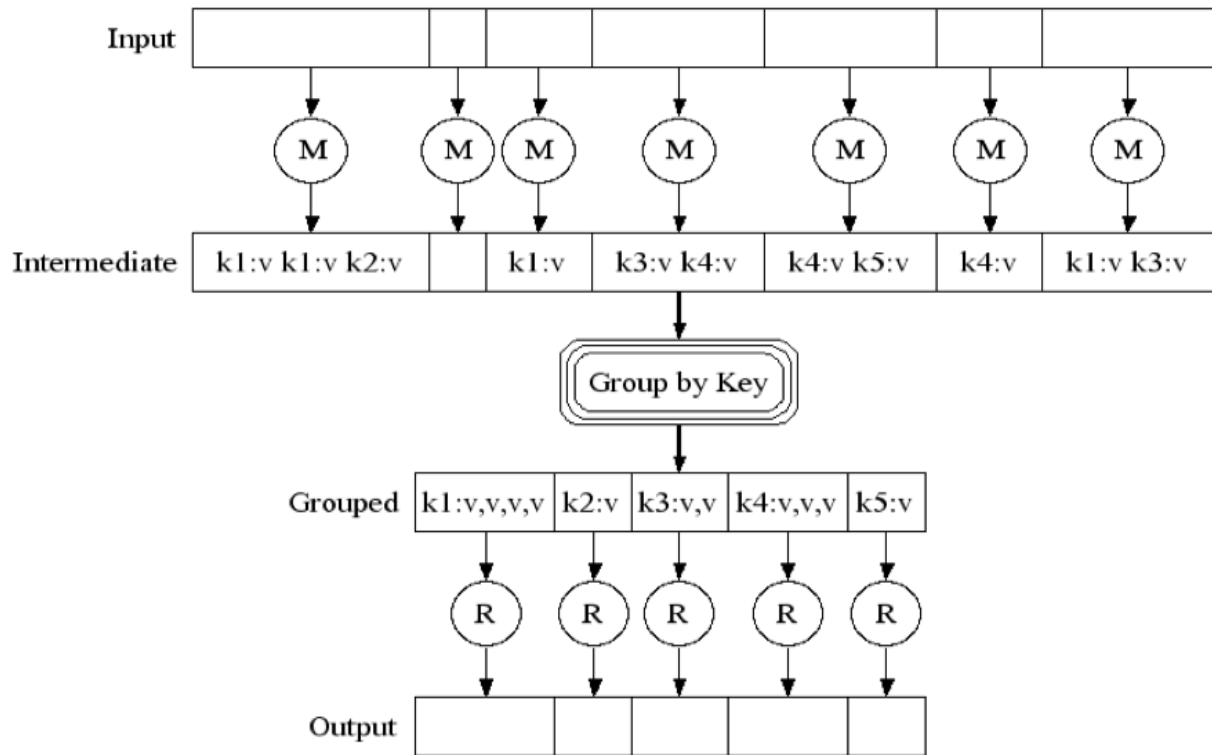 Input
M M M M M M M
Intermediate k1:v k1:v k2:v k1:v k3:v k4:v k4:v k5:v k4:v k1:v k3:v
Group by Key
Grouped k1:v,v,v,v k2:v k3:v,v k4:v,v,v k5:v
R R R R R
Output